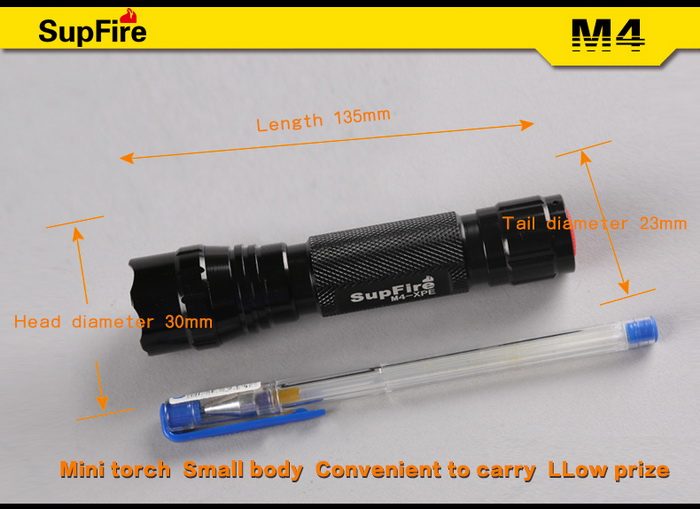 SupFire
M4
Length 135mm
Tail diameter 23mm
SupFire
M4-XPE
Head diameter 30mm
Mini torch Small body Convenient to carry LLow prize